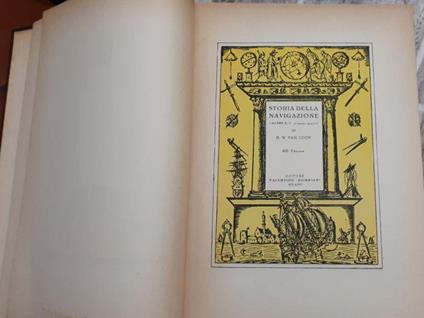 STORIA DELLA
NAVIGAZIONE
DI
H. W. VAN LOON
EDITORE
VALENTINO BOMPIANI
MILANO